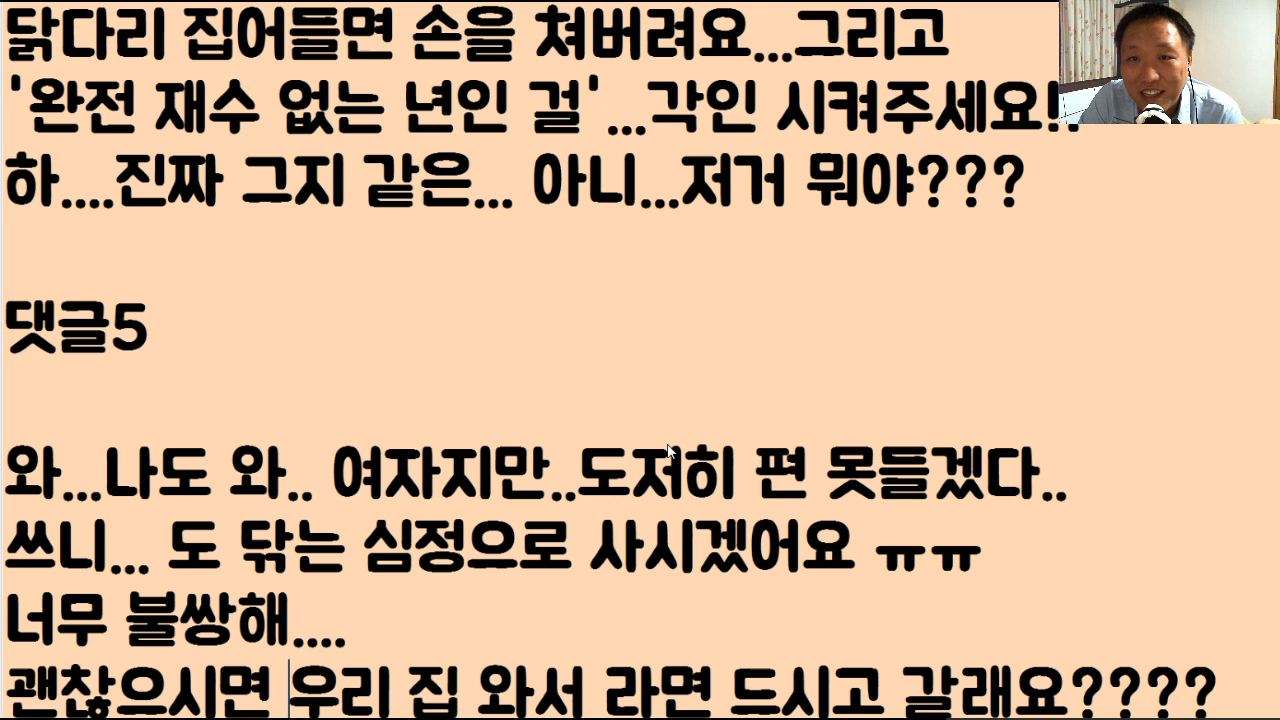 닭다리 집어들면 손을 쳐버려요...그리고
'완전 재수 없는 년인 걸'...각인 시켜주세요!!
하....진짜 그지 같은... 아니...저거 뭐야???
댓글5
와...나도 와.. 여자지만..도저히 편 못들겠다..
쓰니... 도 닦는 심정으로 사시겠어요 ㅠㅠ
너무 불쌍해....
괜찮으시면 우리 집 와서 라면 드시고 갈래요????